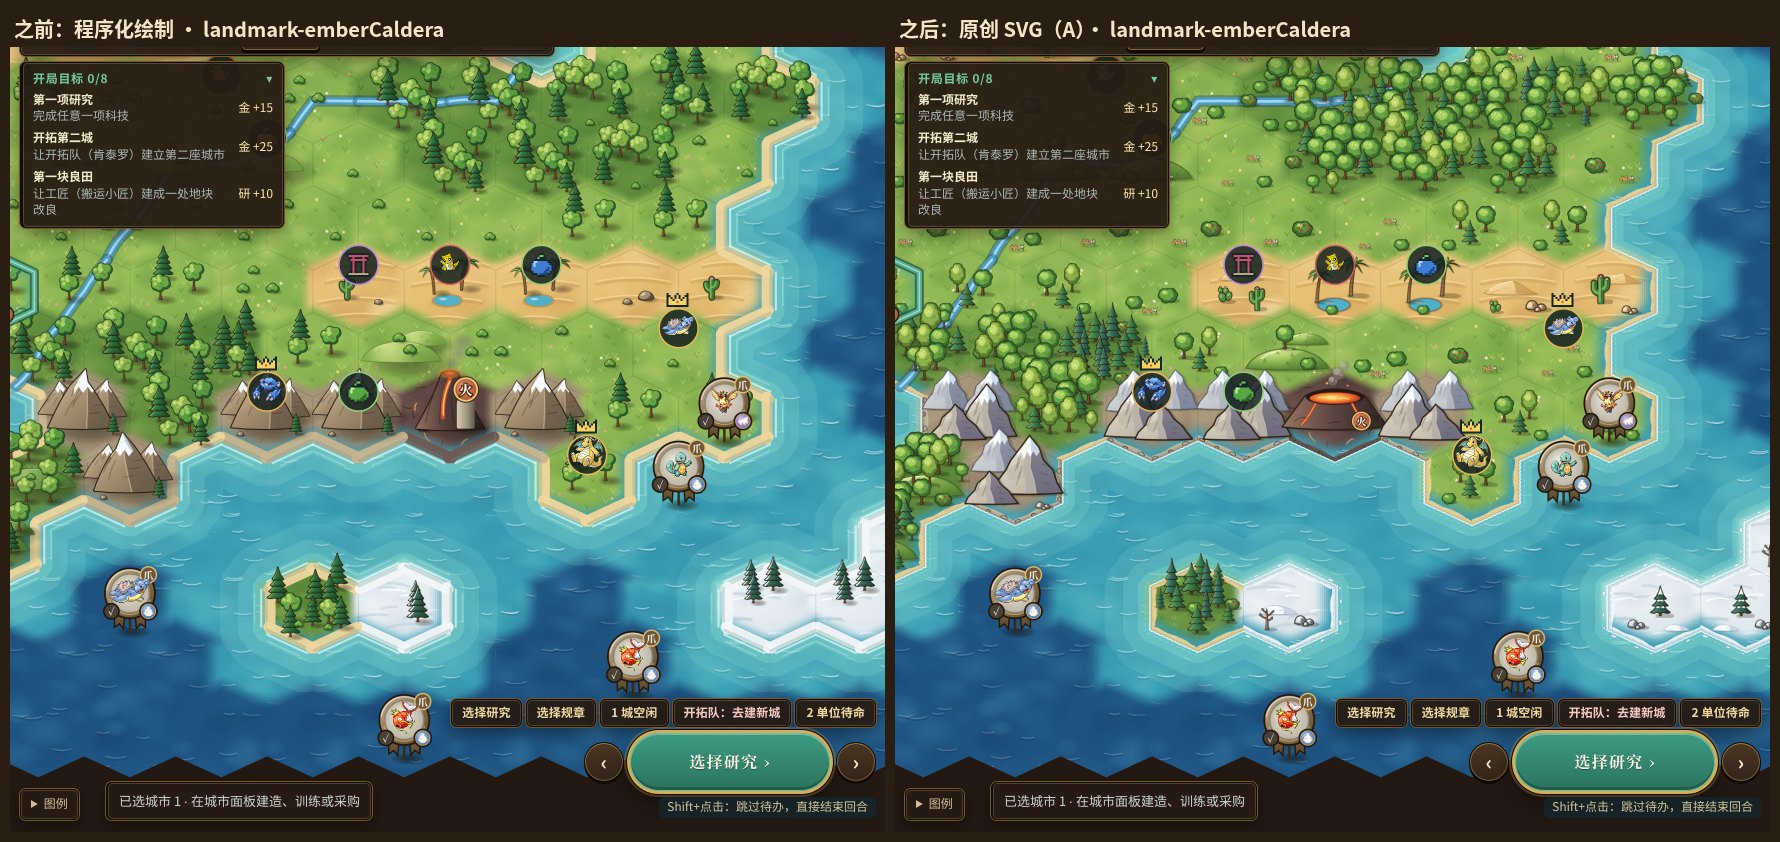 之前：程序化绘制 · landmark-emberCaldera
开局目标 0/8 ▼
第一项研究
完成任意一项科技
金 +15
开拓第二城
让开拓队（肯泰罗）建立第二座城市
金 +25
第一块良田
让工匠（搬运小匠）建成一处地块
改良
研 +10
火
爪
爪
爪
爪
爪
选择研究
选择规章
1 城空闲
开拓队：去建新城
2 单位待命
‹
选择研究 ›
›
▶ 图例
已选城市 1 · 在城市面板建造、训练或采购
Shift+点击：跳过待办，直接结束回合
之后：原创 SVG（A）· landmark-emberCaldera
开局目标 0/8 ▼
第一项研究
完成任意一项科技
金 +15
开拓第二城
让开拓队（肯泰罗）建立第二座城市
金 +25
第一块良田
让工匠（搬运小匠）建成一处地块
改良
研 +10
火
爪
爪
爪
爪
爪
选择研究
选择规章
1 城空闲
开拓队：去建新城
2 单位待命
‹
选择研究 ›
›
▶ 图例
已选城市 1 · 在城市面板建造、训练或采购
Shift+点击：跳过待办，直接结束回合